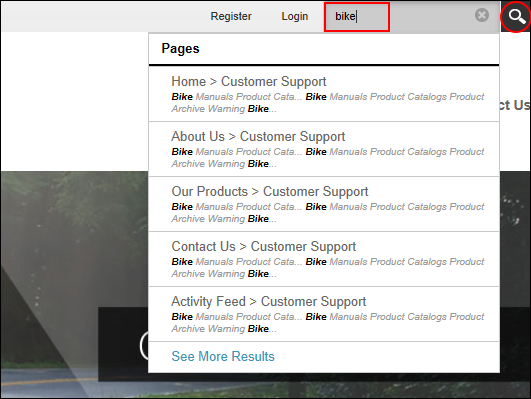 Register Login bike
Pages
Home > Customer Support
Bike Manuals Product Cata... Bike Manuals Product Catalogs Product
Archive Warning Bike...
About Us > Customer Support
Bike Manuals Product Cata... Bike Manuals Product Catalogs Product
Archive Warning Bike...
Our Products > Customer Support
Bike Manuals Product Cata... Bike Manuals Product Catalogs Product
Archive Warning Bike...
Contact Us > Customer Support
Bike Manuals Product Cata... Bike Manuals Product Catalogs Product
Archive Warning Bike...
Activity Feed > Customer Support
Bike Manuals Product Cata... Bike Manuals Product Catalogs Product
Archive Warning Bike...
See More Results
ct Us